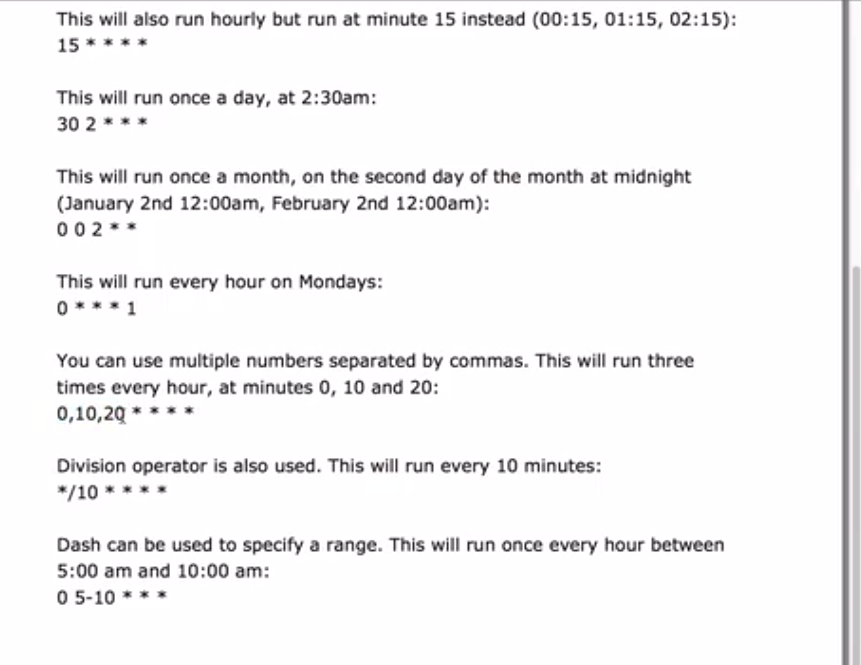 This will also run hourly but run at minute 15 instead (00:15, 01:15, 02:15):
15 * * * *
This will run once a day, at 2:30am:
30 2 * * *
This will run once a month, on the second day of the month at midnight
(January 2nd 12:00am, February 2nd 12:00am):
0 0 2 * *
This will run every hour on Mondays:
0 * * * 1
You can use multiple numbers separated by commas. This will run three
times every hour, at minutes 0, 10 and 20:
0,10,20 * * * *
Division operator is also used. This will run every 10 minutes:
*/10 * * * *
Dash can be used to specify a range. This will run once every hour between
5:00 am and 10:00 am:
0 5-10 * * *